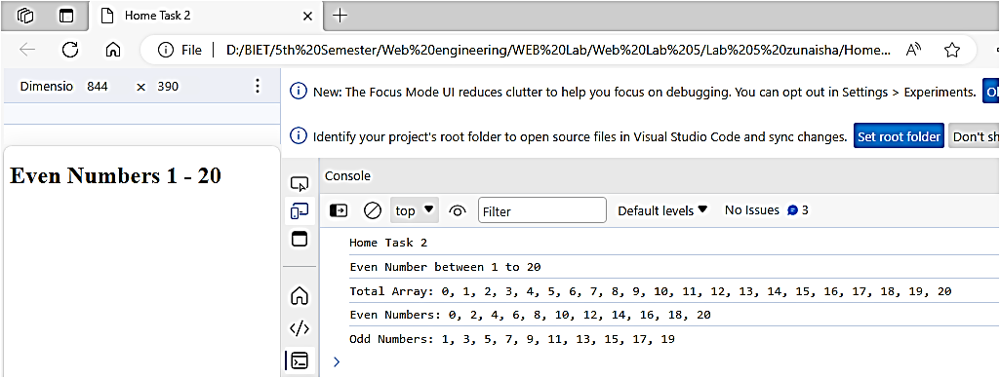 Home Task 2
File D:/BIET/5th%20Semester/Web%20engineering/WEB%20Lab/Web%20Lab%205/Lab%205%20zunaisha/Home...
Dimensio 844 x 390
New: The Focus Mode UI reduces clutter to help you focus on debugging. You can opt out in Settings > Experiments.
Identify your project's root folder to open source files in Visual Studio Code and sync changes. Set root folder Don't sh
Even Numbers 1 - 20
Console
top Filter Default levels No Issues 3
Home Task 2
Even Number between 1 to 20
Total Array: 0, 1, 2, 3, 4, 5, 6, 7, 8, 9, 10, 11, 12, 13, 14, 15, 16, 17, 18, 19, 20
Even Numbers: 0, 2, 4, 6, 8, 10, 12, 14, 16, 18, 20
Odd Numbers: 1, 3, 5, 7, 9, 11, 13, 15, 17, 19